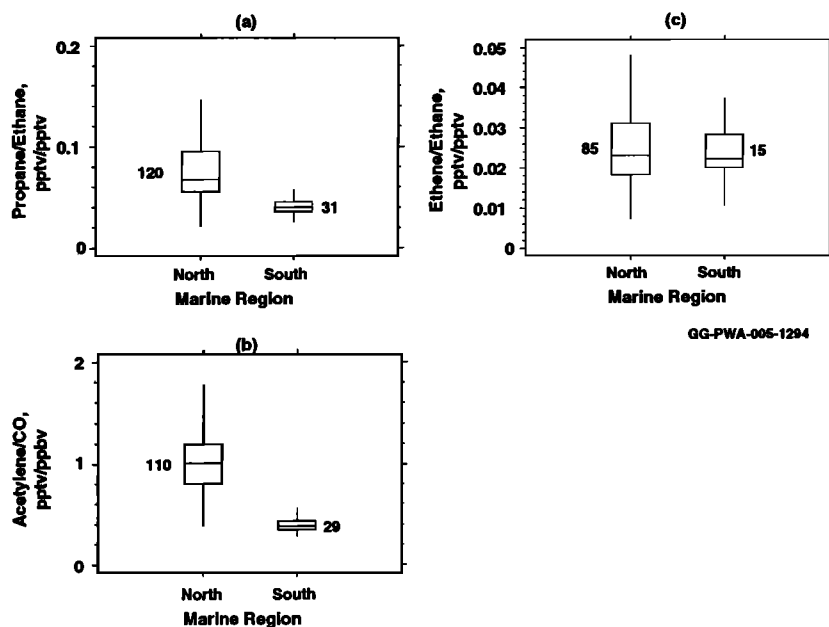 (a)
0.2
0.1
0
Propane/Ethane,
pptv/pptv
120
31
North South
Marine Region
(c)
0.05
0.04
0.03
0.02
0.01
0
Ethene/Ethane,
pptv/pptv
85
15
North South
Marine Region
GG-PWA-005-1294
(b)
2
1
0
Acetylene/CO,
pptv/ppbv
110
29
North South
Marine Region